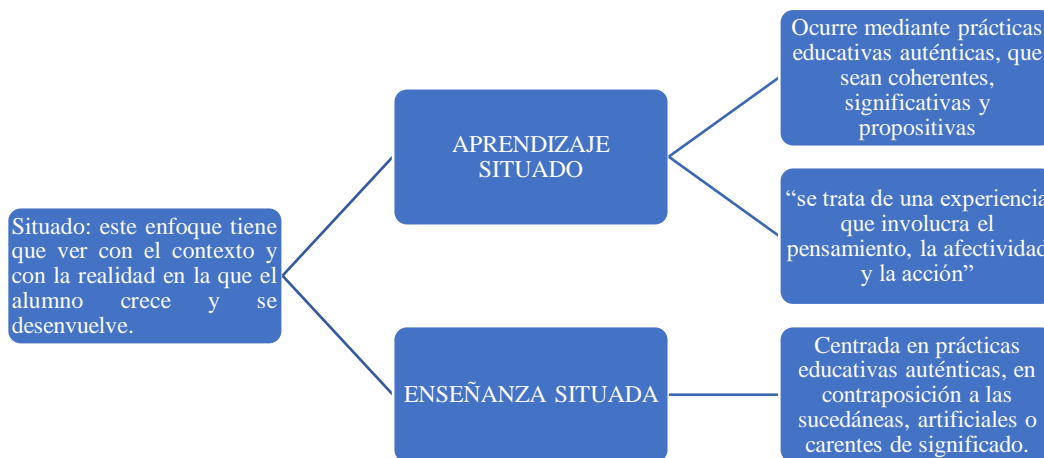 Situado: este enfoque tiene
que ver con el contexto y
con la realidad en la que el
alumno crece y se
desenvuelve.
APRENDIZAJE
SITUADO
Ocurre mediante prácticas
educativas auténticas, que
sean coherentes,
significativas y
propositivas
“se trata de una experiencia
que involucra el
pensamiento, la afectividad
y la acción”
ENSEÑANZA SITUADA
Centrada en prácticas
educativas auténticas, en
contraposición a las
sucedáneas, artificiales o
carentes de significado.